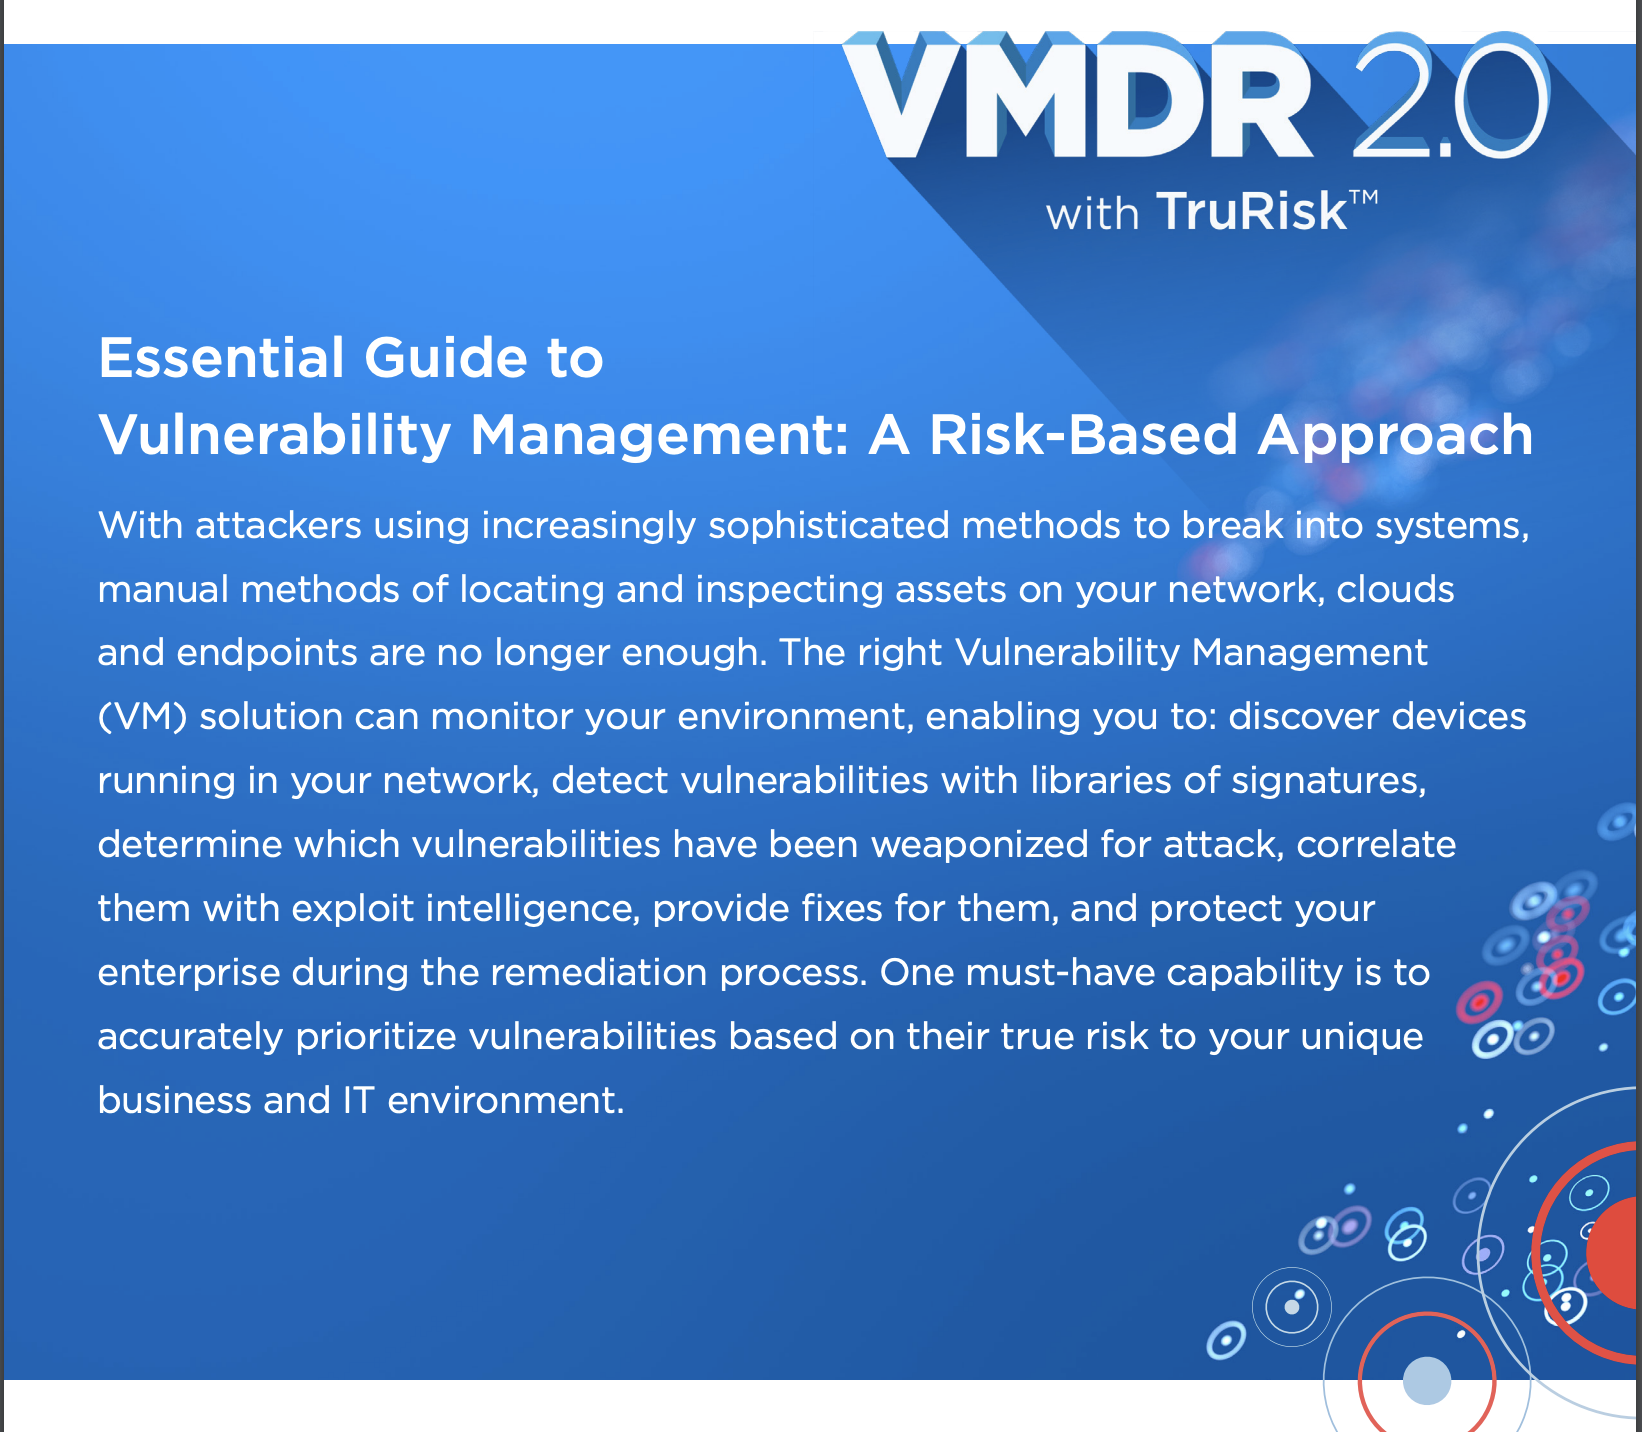 VMDR 2.0
with TruRisk™
Essential Guide to
Vulnerability Management: A Risk-Based Approach
With attackers using increasingly sophisticated methods to break into systems,
manual methods of locating and inspecting assets on your network, clouds
and endpoints are no longer enough. The right Vulnerability Management
(VM) solution can monitor your environment, enabling you to: discover devices
running in your network, detect vulnerabilities with libraries of signatures,
determine which vulnerabilities have been weaponized for attack, correlate
them with exploit intelligence, provide fixes for them, and protect your
enterprise during the remediation process. One must-have capability is to
accurately prioritize vulnerabilities based on their true risk to your unique
business and IT environment.